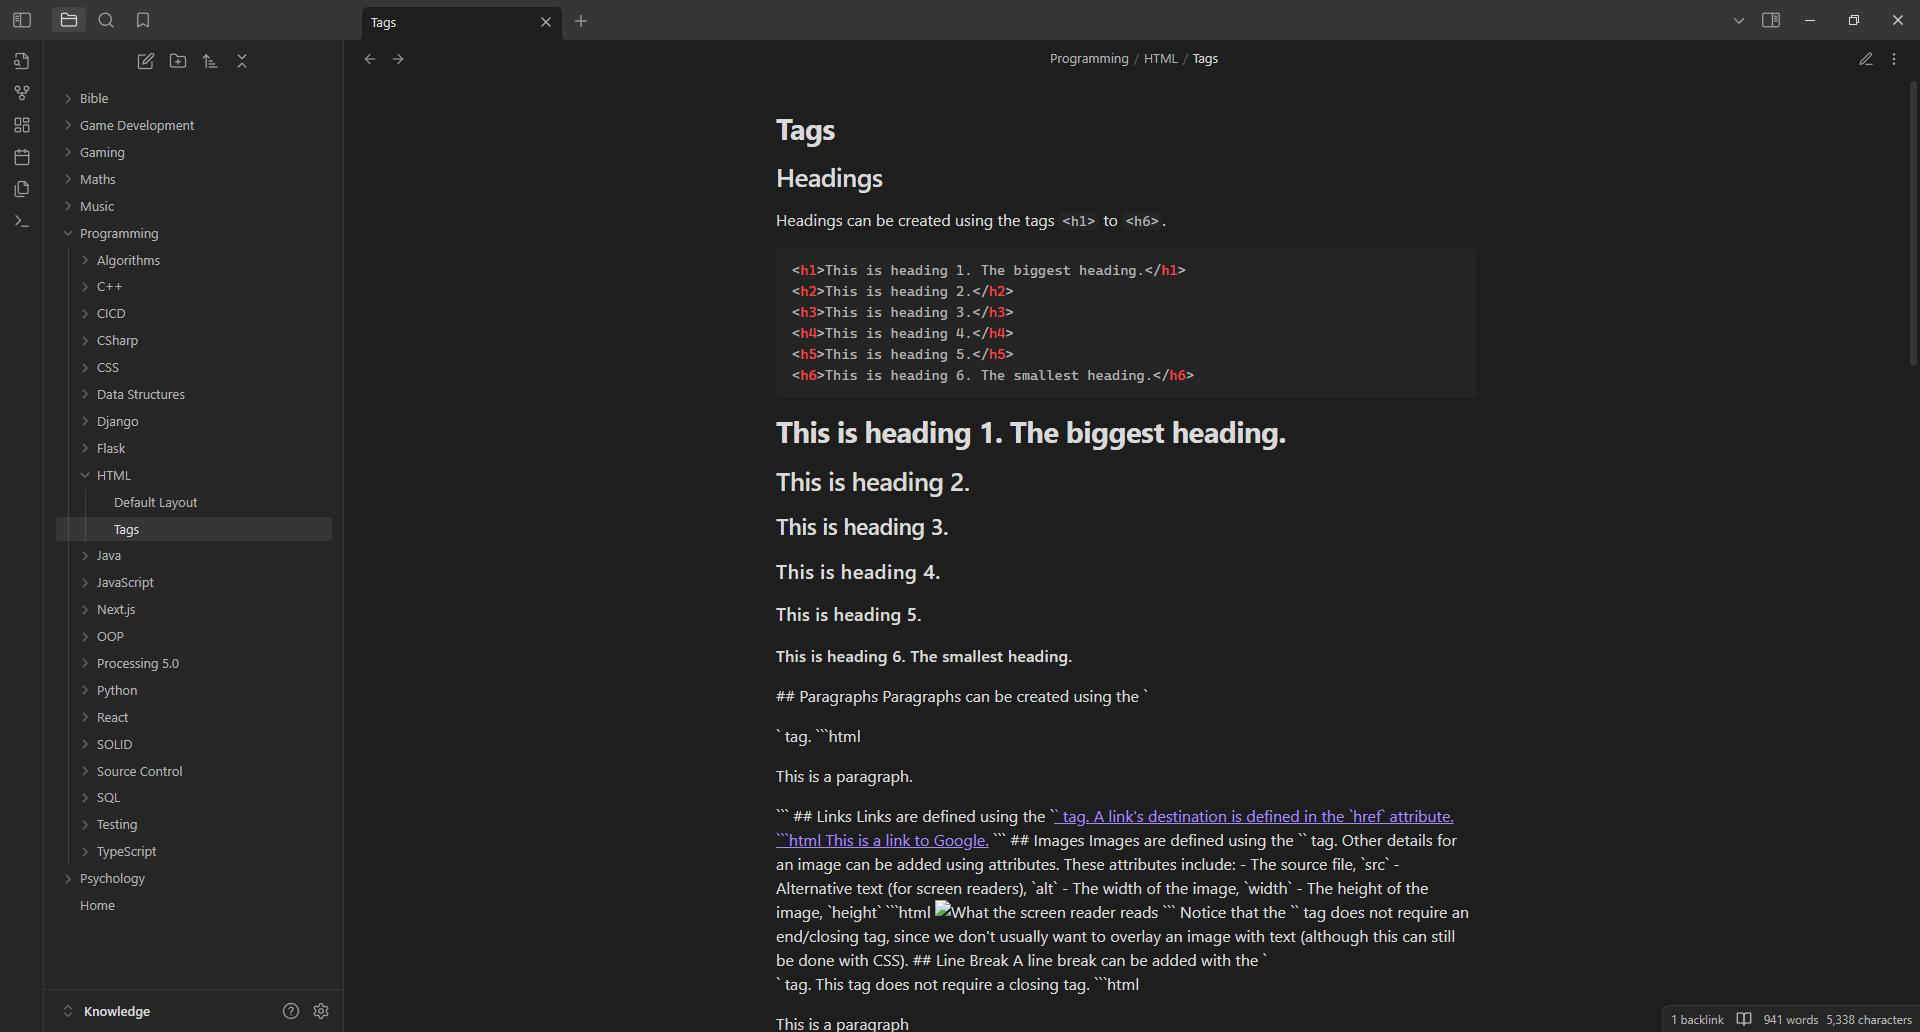 Tags
Programming / HTML / Tags
Bible
Game Development
Gaming
Maths
Music
Programming
Algorithms
C++
CICD
CSharp
CSS
Data Structures
Django
Flask
HTML
Default Layout
Tags
Java
JavaScript
Next.js
OOP
Processing 5.0
Python
React
SOLID
Source Control
SQL
Testing
TypeScript
Psychology
Home
Knowledge
Tags
Headings
Headings can be created using the tags <h1> to <h6>.
<h1>This is heading 1. The biggest heading.</h1>
<h2>This is heading 2.</h2>
<h3>This is heading 3.</h3>
<h4>This is heading 4.</h4>
<h5>This is heading 5.</h5>
<h6>This is heading 6. The smallest heading.</h6>
This is heading 1. The biggest heading.
This is heading 2.
This is heading 3.
This is heading 4.
This is heading 5.
This is heading 6. The smallest heading.
## Paragraphs Paragraphs can be created using the `
` tag. ```html
This is a paragraph.
``` ## Links Links are defined using the `` tag. A link's destination is defined in the `href` attribute.
```html This is a link to Google. ``` ## Images Images are defined using the `` tag. Other details for
an image can be added using attributes. These attributes include: - The source file, `src` -
Alternative text (for screen readers), `alt` - The width of the image, `width` - The height of the
image, `height` ```html What the screen reader reads ``` Notice that the `` tag does not require an
end/closing tag, since we don't usually want to overlay an image with text (although this can still
be done with CSS). ## Line Break A line break can be added with the `
` tag. This tag does not require a closing tag. ```html
This is a paragraph
1 backlink 941 words 5,338 characters